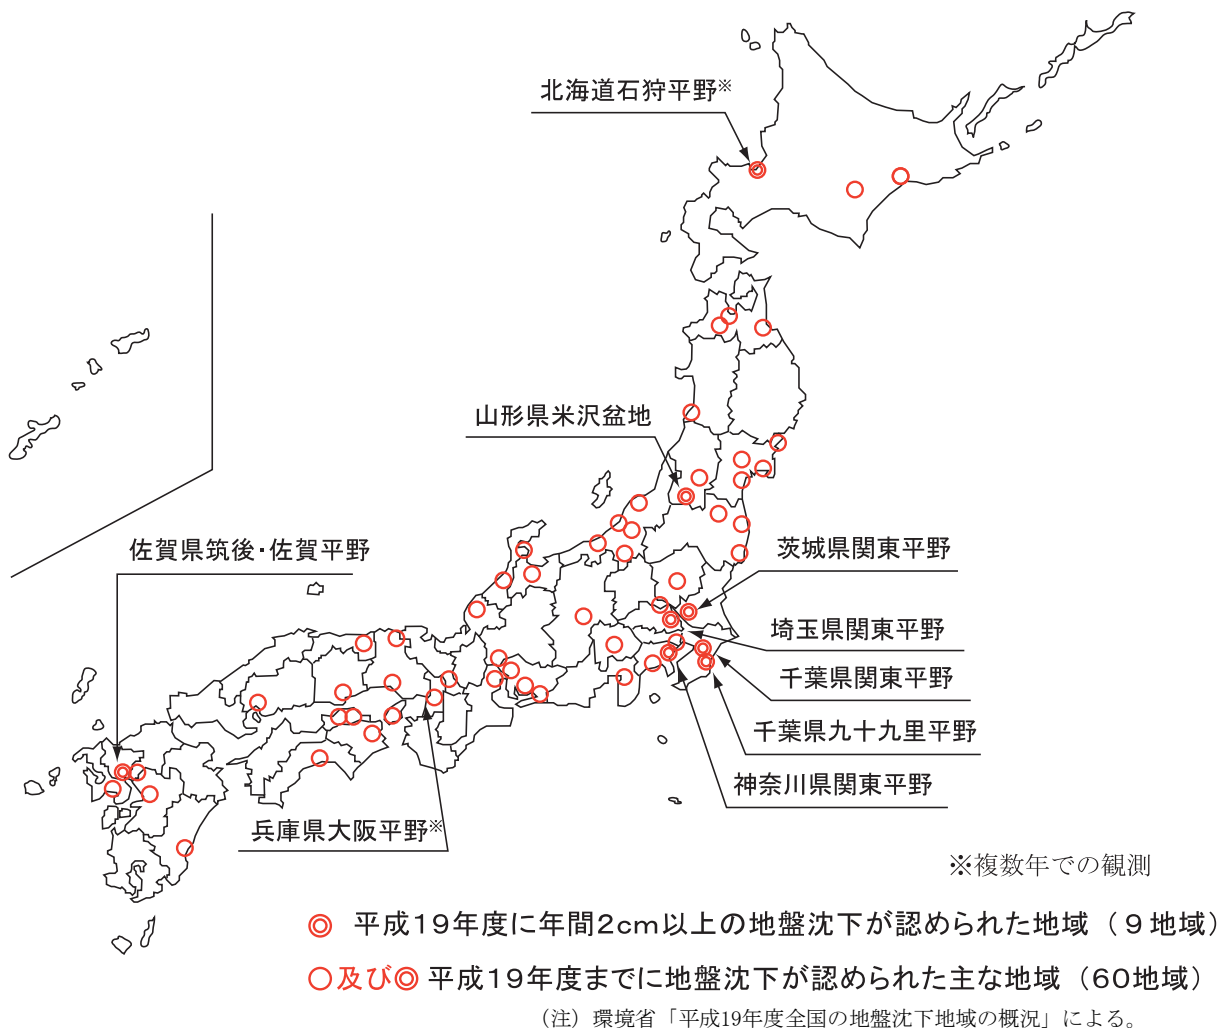 北海道石狩平野※
山形県米沢盆地
佐賀県筑後・佐賀平野
茨城県関東平野
埼玉県関東平野
千葉県関東平野
千葉県九十九里平野
神奈川県関東平野
兵庫県大阪平野※
※複数年での観測
◎ 平成19年度に年間2cm以上の地盤沈下が認められた地域（９地域）
○及び◎ 平成19年度までに地盤沈下が認められた主な地域（60地域）
（注）環境省「平成19年度全国の地盤沈下地域の概況」による。